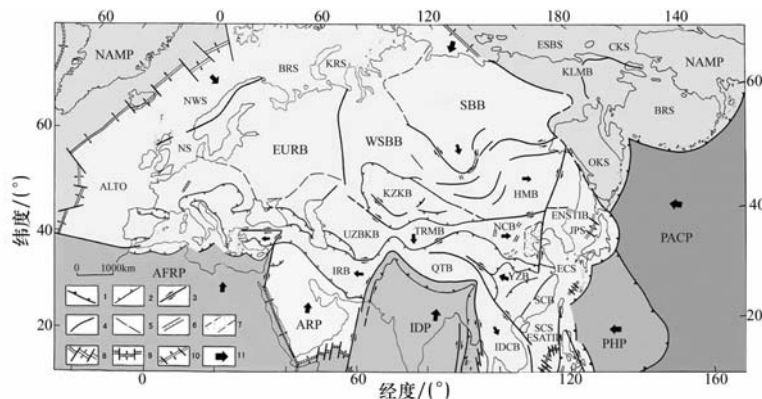 0 60 120 180 140
NAMP ESBS CKS NAMP
BRS KRS KLMB
60 NWS SBB BRS 60
NS EURB WSBB OKS
ALTO KZKB HMB
纬度/(°) 40 UZBKB TRMB NCB ENSTIB JPS 40
PACP
0 1000km AFRP IRB QTB YZB ECS
1 2 3
4 5 6 7 ARP IDP SCB
20 SCS ESATIB PHP 20
8 9 10 11 IDCB
0 60 120 160
经度/(°)